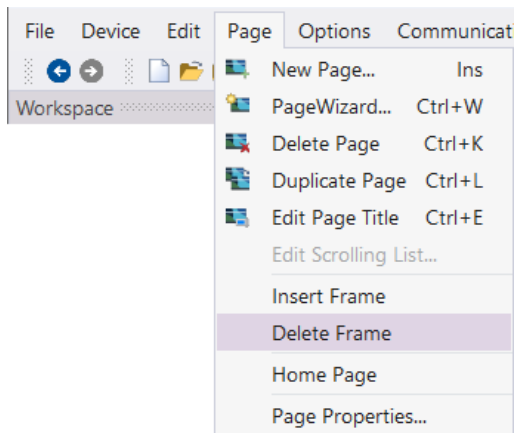 File Device Edit Page Options Communicat
Workspace
New Page... Ins
PageWizard... Ctrl+W
Delete Page Ctrl+K
Duplicate Page Ctrl+L
Edit Page Title Ctrl+E
Edit Scrolling List...
Insert Frame
Delete Frame
Home Page
Page Properties...